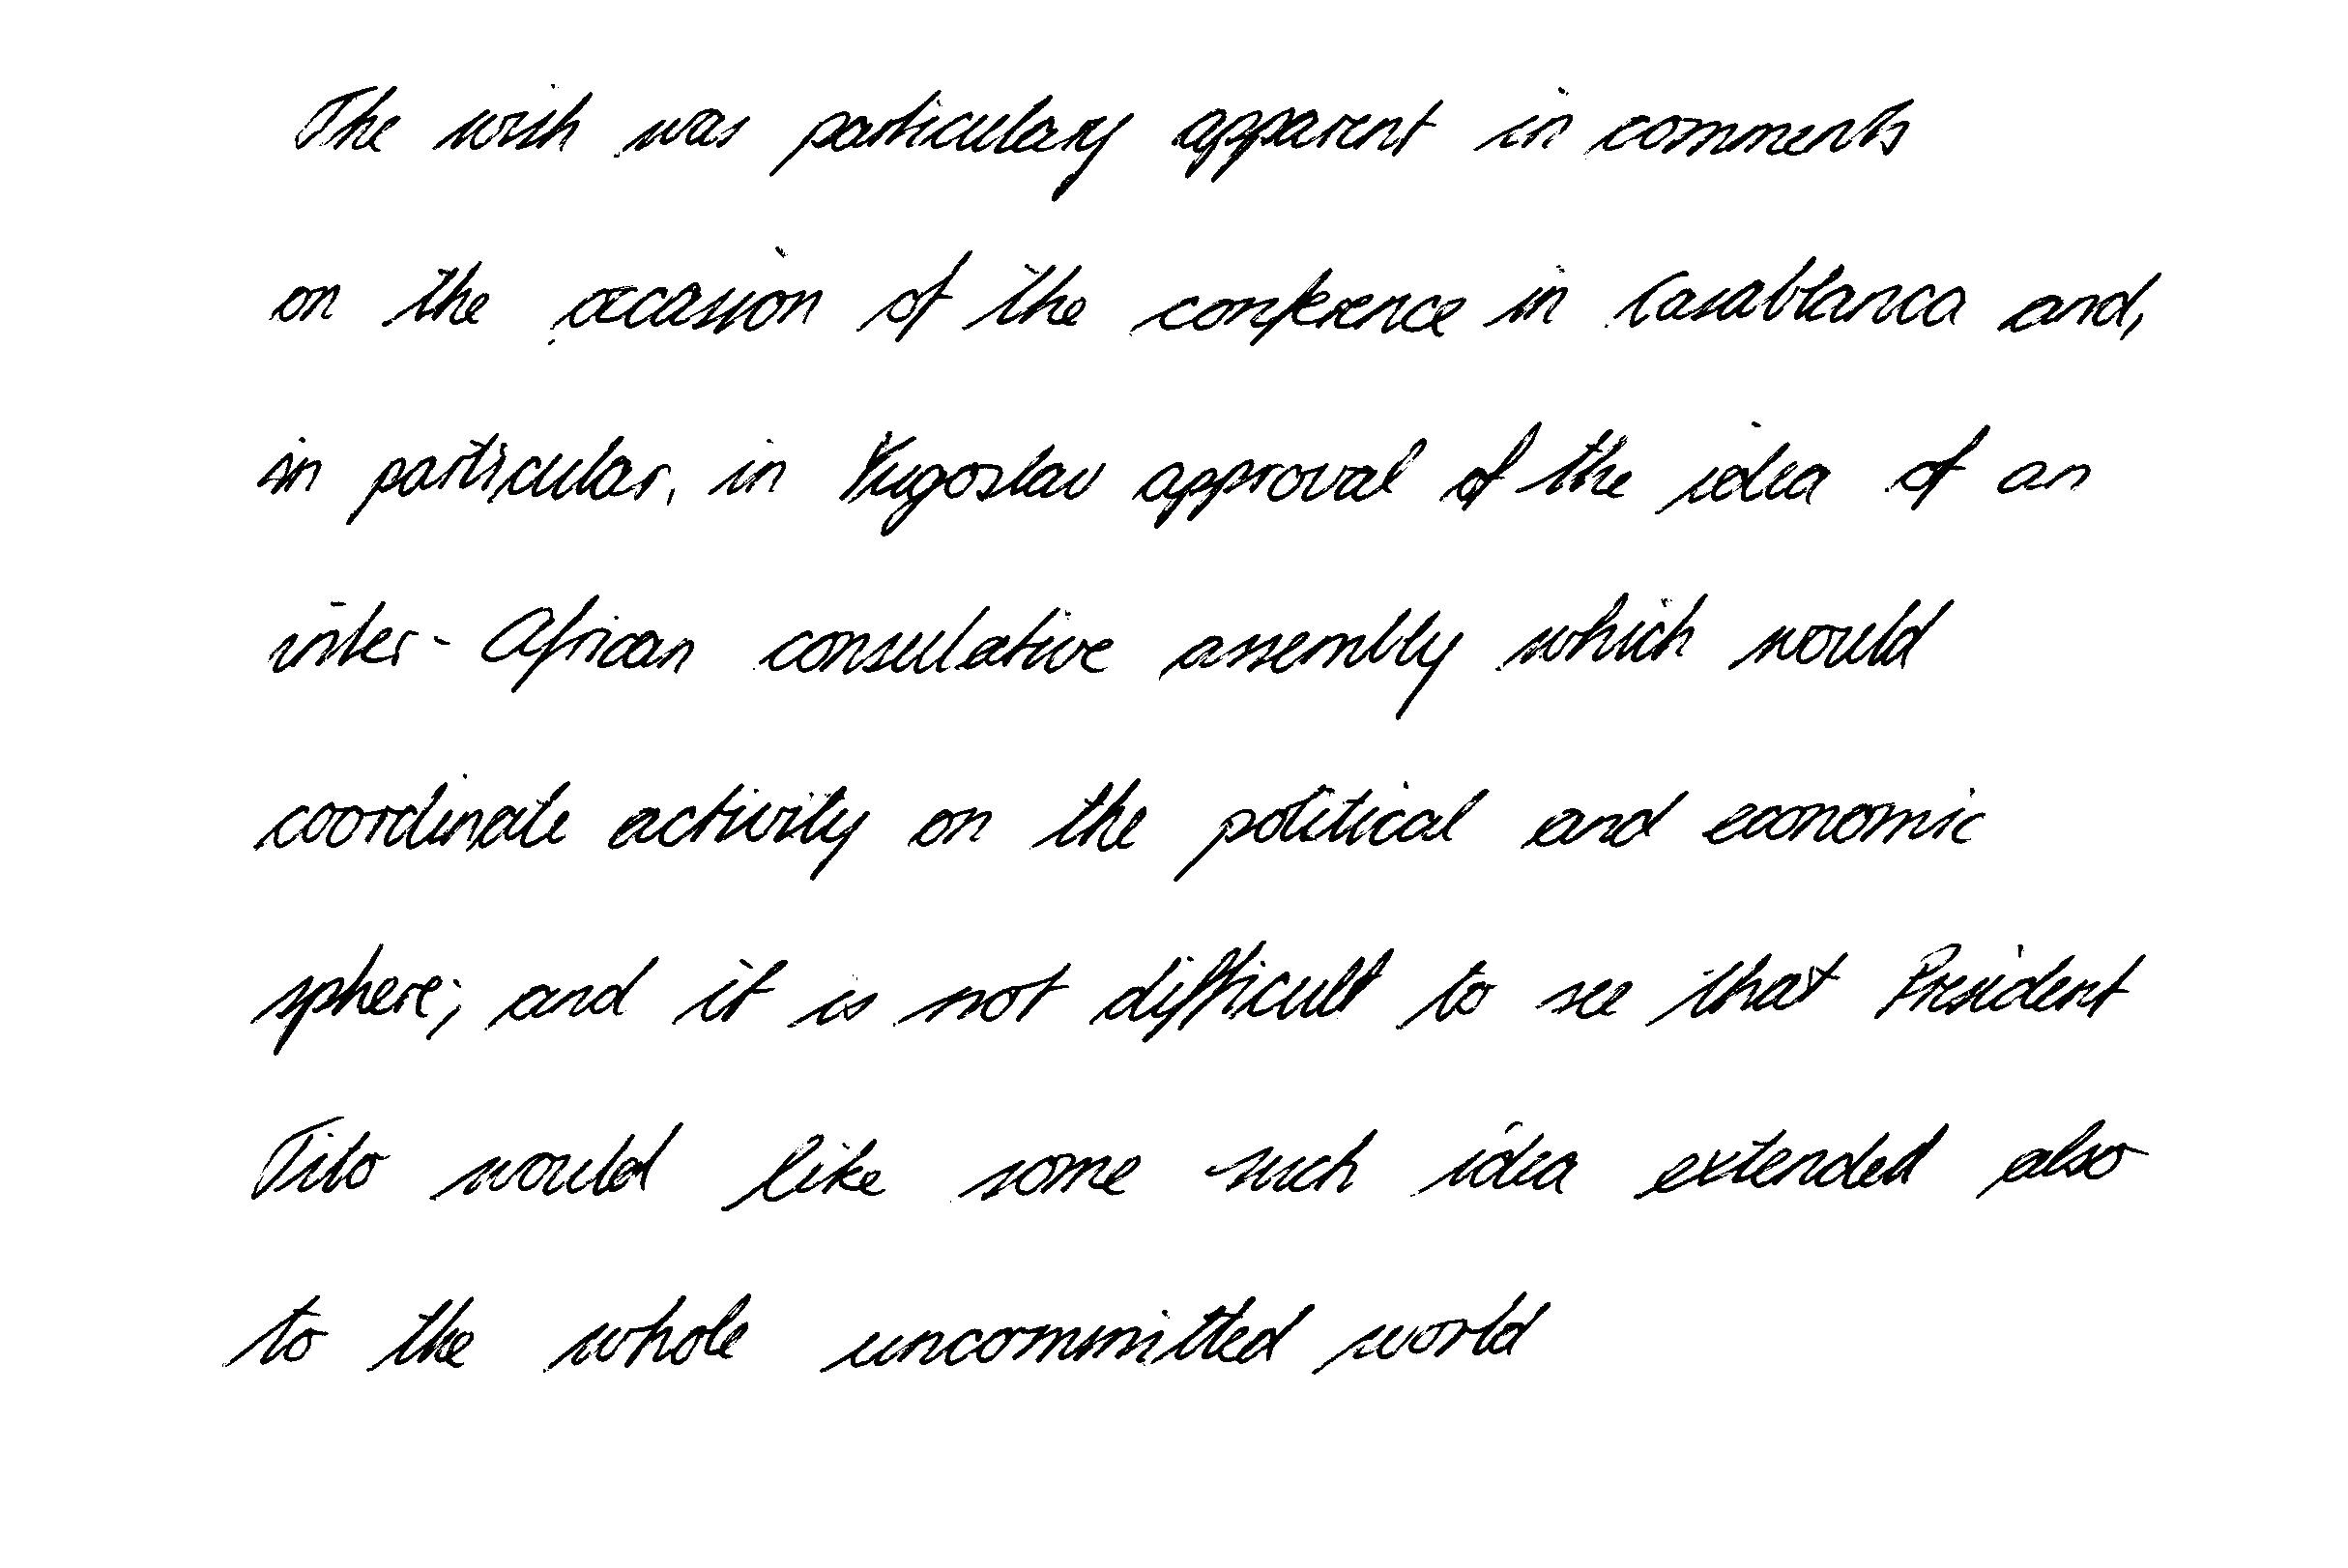 The wish was particulary apparent in comments
on the occasion of the conference in Casablanca and,
in particular, in Yugoslav approval of the idea of an
inter-African consulative assembly which would
coordinate activity on the political and economic
sphere; and it is not difficult to see that President
Tito would like some such idea extended also
to the whole uncommitted world